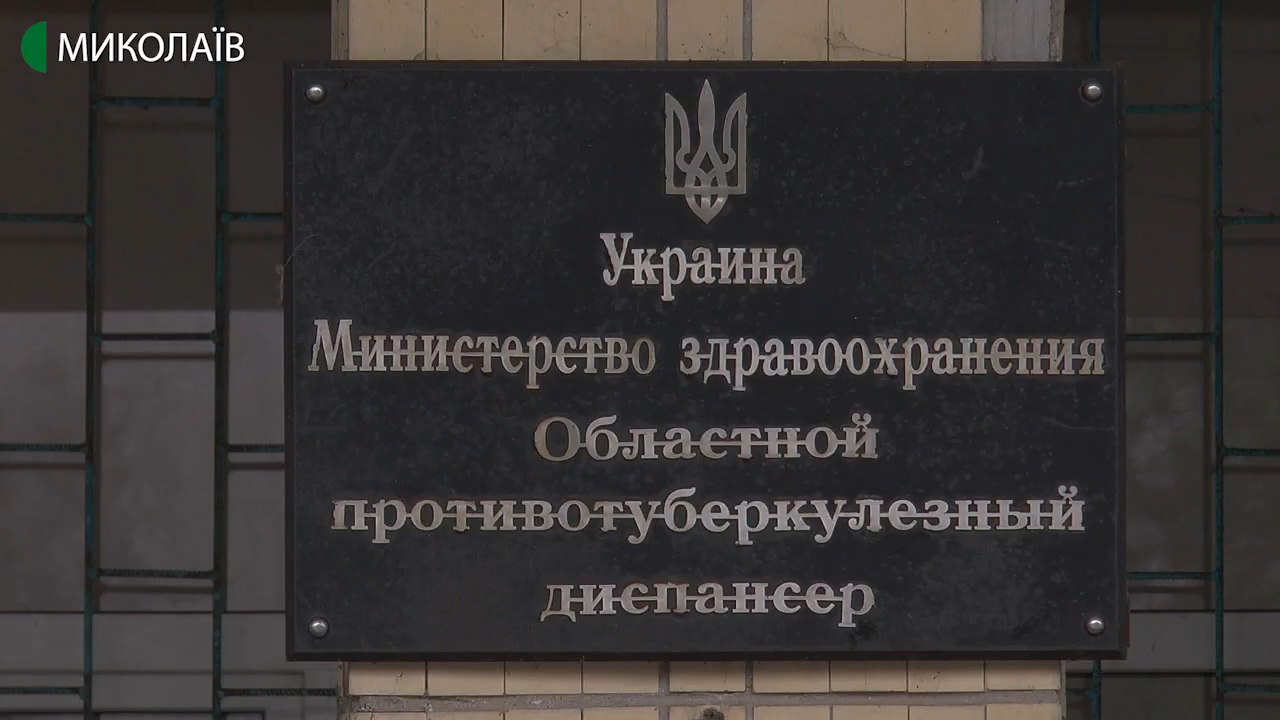 МИКОЛАЇВ
Украина
Министерство здравоохранения
Областной
противотуберкулезный
диспансер